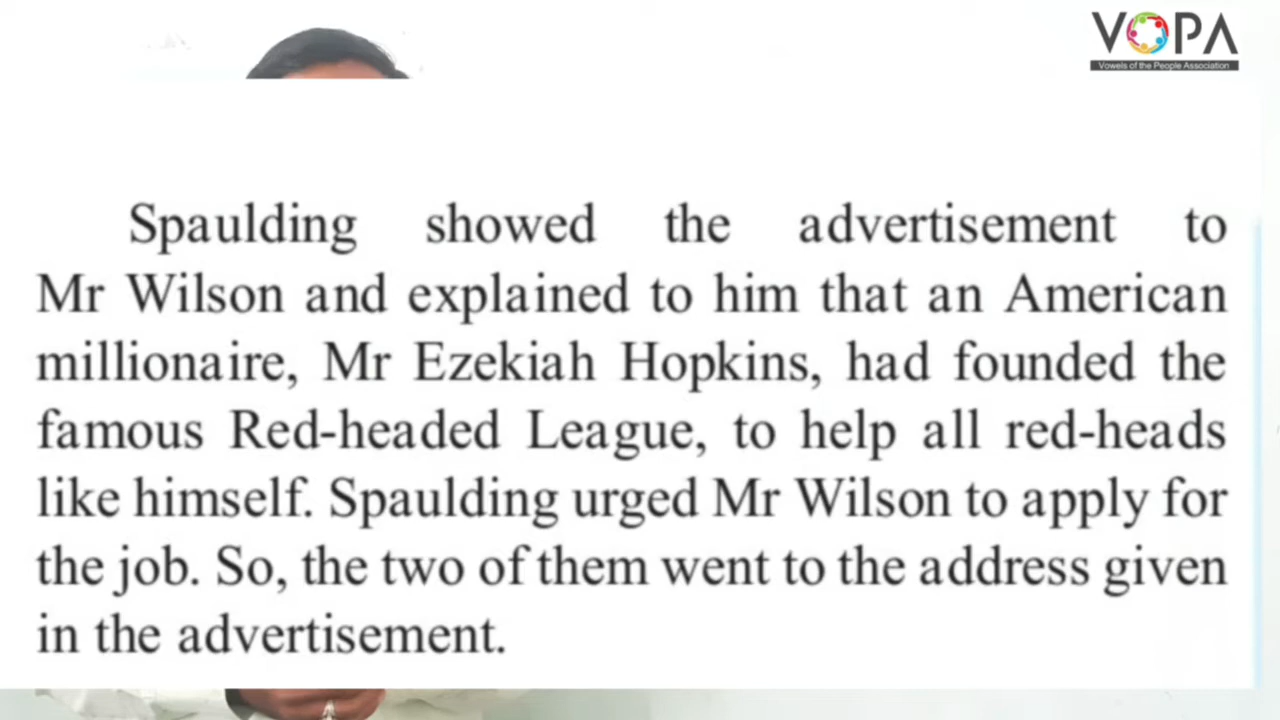 VOPA
Vowels of the People Association
Spaulding showed the advertisement to
Mr Wilson and explained to him that an American
millionaire, Mr Ezekiah Hopkins, had founded the
famous Red-headed League, to help all red-heads
like himself. Spaulding urged Mr Wilson to apply for
the job. So, the two of them went to the address given
in the advertisement.